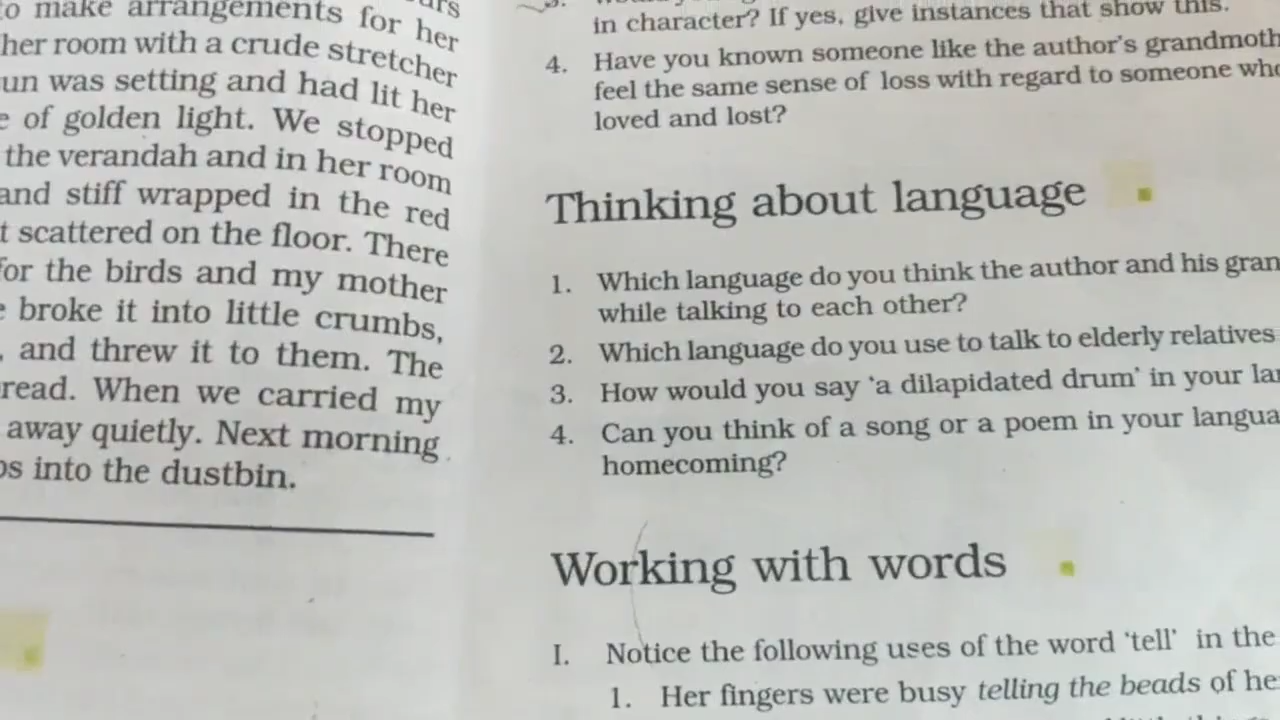 to make arrangements for her
her room with a crude stretcher
un was setting and had lit her
e of golden light. We stopped
the verandah and in her room
and stiff wrapped in the red
t scattered on the floor. There
for the birds and my mother
e broke it into little crumbs,
, and threw it to them. The
read. When we carried my
away quietly. Next morning
os into the dustbin.
in character? If yes, give instances that show this.
4. Have you known someone like the author's grandmoth
feel the same sense of loss with regard to someone who
loved and lost?
Thinking about language
1. Which language do you think the author and his gran
while talking to each other?
2. Which language do you use to talk to elderly relatives
3. How would you say 'a dilapidated drum' in your lan
4. Can you think of a song or a poem in your langua
homecoming?
Working with words
I. Notice the following uses of the word 'tell' in the
1. Her fingers were busy telling the beads of he